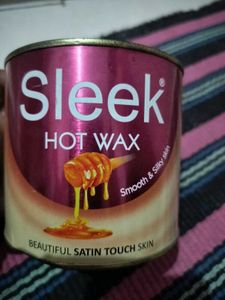 Sleek®
HOT WAX
Smooth & Silky skin
BEAUTIFUL SATIN TOUCH SKIN